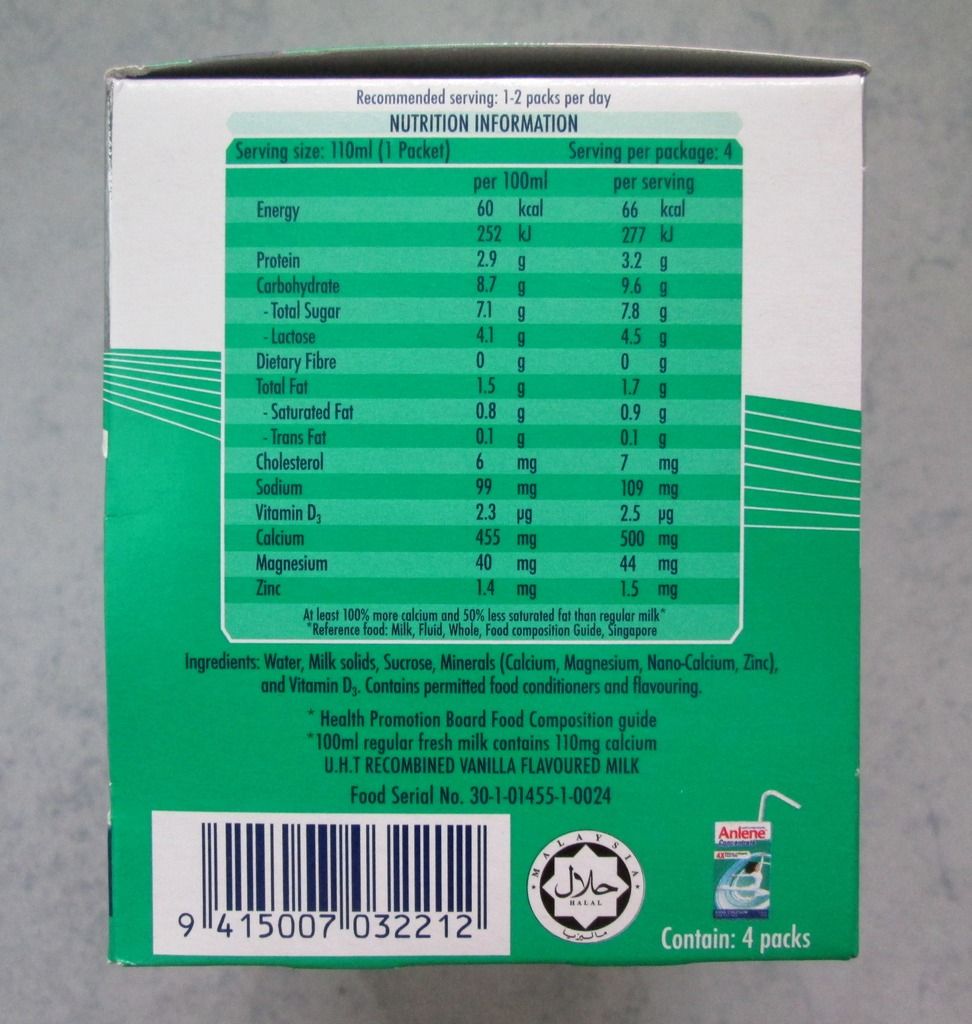 Recommended serving: 1-2 packs per day
NUTRITION INFORMATION
Serving size: 110ml (1 Packet) Serving per package: 4
per 100ml per serving
Energy 60 kcal 66 kcal
252 kJ 277 kJ
Protein 2.9 g 3.2 g
Carbohydrate 8.7 g 9.6 g
- Total Sugar 7.1 g 7.8 g
- Lactose 4.1 g 4.5 g
Dietary Fibre 0 g 0 g
Total Fat 1.5 g 1.7 g
- Saturated Fat 0.8 g 0.9 g
- Trans Fat 0.1 g 0.1 g
Cholesterol 6 mg 7 mg
Sodium 99 mg 109 mg
Vitamin D₃ 2.3 µg 2.5 µg
Calcium 455 mg 500 mg
Magnesium 40 mg 44 mg
Zinc 1.4 mg 1.5 mg
At least 100% more calcium and 50% less saturated fat than regular milk*
*Reference food: Milk, Fluid, Whole, Food composition Guide, Singapore
Ingredients: Water, Milk solids, Sucrose, Minerals (Calcium, Magnesium, Nano-Calcium, Zinc),
and Vitamin D₃. Contains permitted food conditioners and flavouring.
* Health Promotion Board Food Composition guide
*100ml regular fresh milk contains 110mg calcium
U.H.T RECOMBINED VANILLA FLAVOURED MILK
Food Serial No. 30-1-01455-1-0024
9 415007 032212
MALAYSIA
حلال
HALAL
ماليزيا
Anlene
Concentrate
4X
Contain: 4 packs